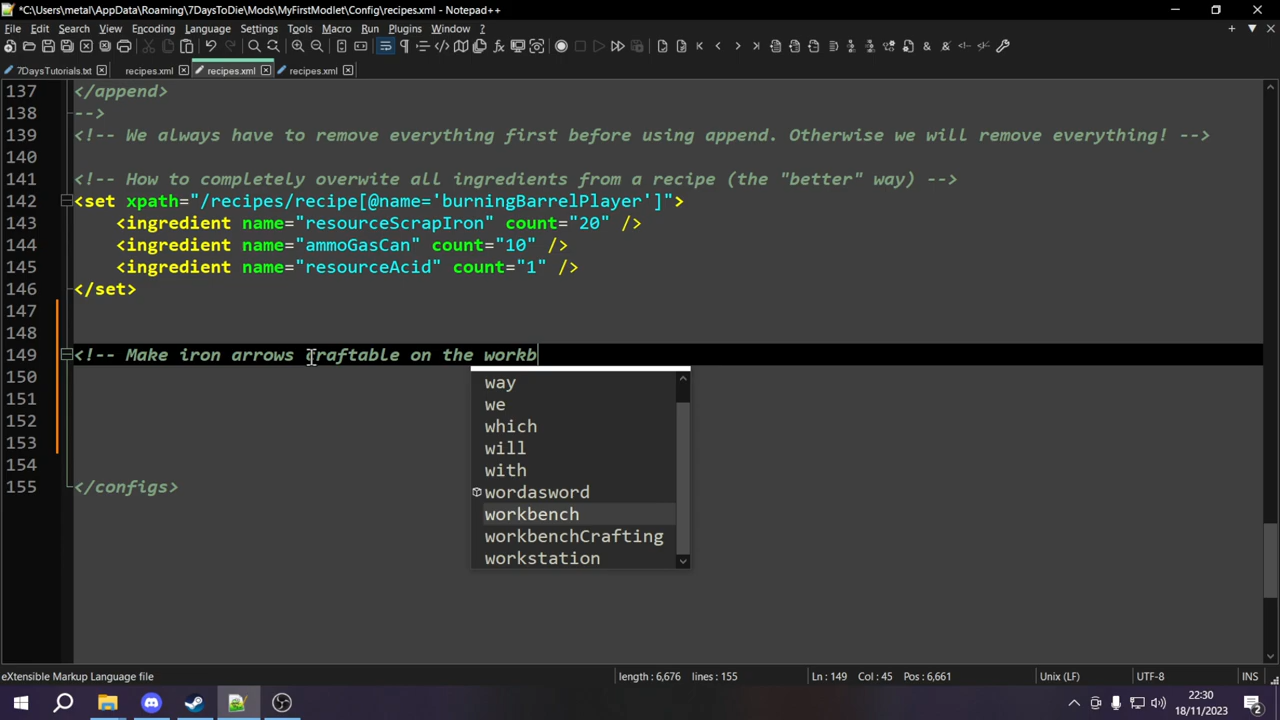 *C:\Users\metal\AppData\Roaming\7DaysToDie\Mods\MyFirstModlet\Config\recipes.xml - Notepad++
File Edit Search View Encoding Language Settings Tools Macro Run Plugins Window ?
7DaysTutorials.txt recipes.xml recipes.xml recipes.xml
137 </append>
138 -->
139 <!-- We always have to remove everything first before using append. Otherwise we will remove everything! -->
140
141 <!-- How to completely overwite all ingredients from a recipe (the "better" way) -->
142 <set xpath="/recipes/recipe[@name='burningBarrelPlayer']">
143 <ingredient name="resourceScrapIron" count="20" />
144 <ingredient name="ammoGasCan" count="10" />
145 <ingredient name="resourceAcid" count="1" />
146 </set>
147
148
149 <!-- Make iron arrows craftable on the workb
150
151
152
153
154
155 </configs>
way
we
which
will
with
wordasword
workbench
workbenchCrafting
workstation
eXtensible Markup Language file length : 6,676 lines : 155 Ln : 149 Col : 45 Pos : 6,661 Unix (LF) UTF-8 INS
22:30
18/11/2023
2